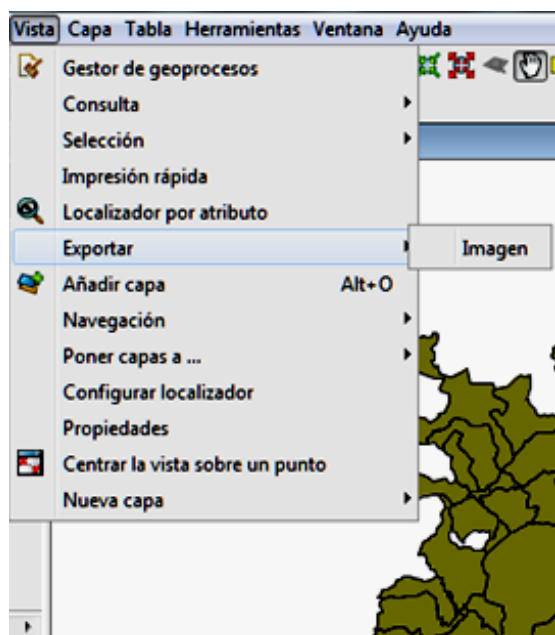 Vista Capa Tabla Herramientas Ventana Ayuda
Gestor de geoprocesos
Consulta
Selección
Impresión rápida
Localizador por atributo
Exportar Imagen
Añadir capa Alt+O
Navegación
Poner capas a ...
Configurar localizador
Propiedades
Centrar la vista sobre un punto
Nueva capa